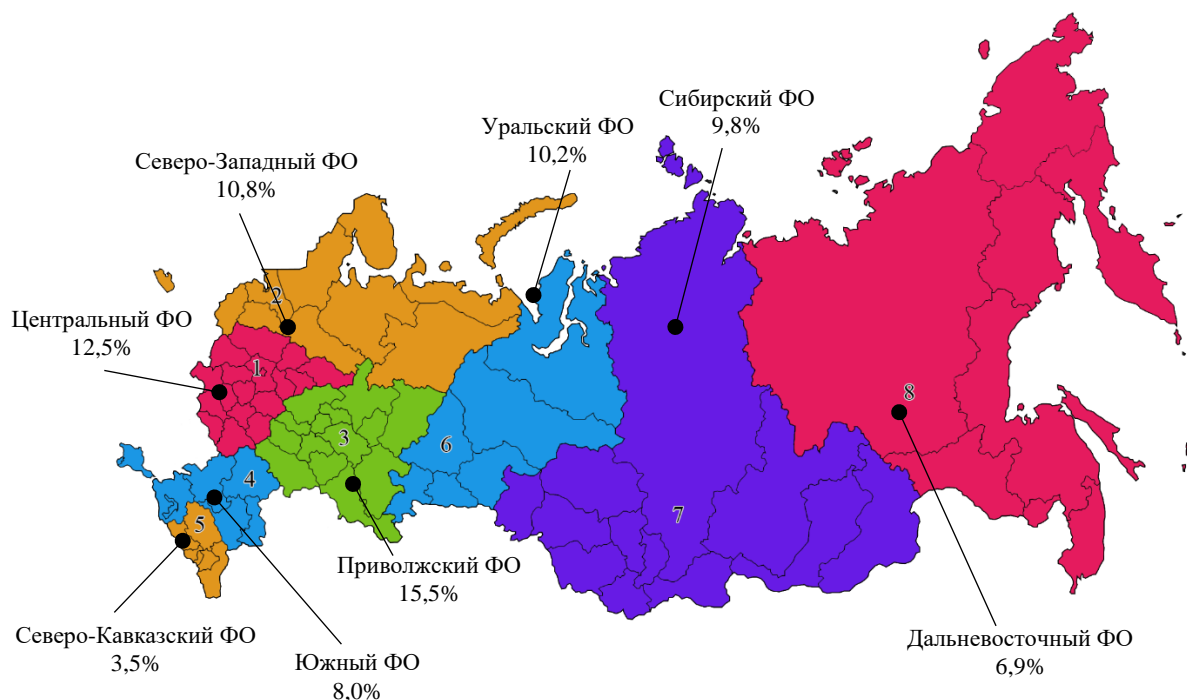 Сибирский ФО
9,8%
Уральский ФО
10,2%
Северо-Западный ФО
10,8%
2
Центральный ФО
12,5%
1
8
3
6
4
7
5
Приволжский ФО
15,5%
Северо-Кавказский ФО
3,5%
Южный ФО
8,0%
Дальневосточный ФО
6,9%